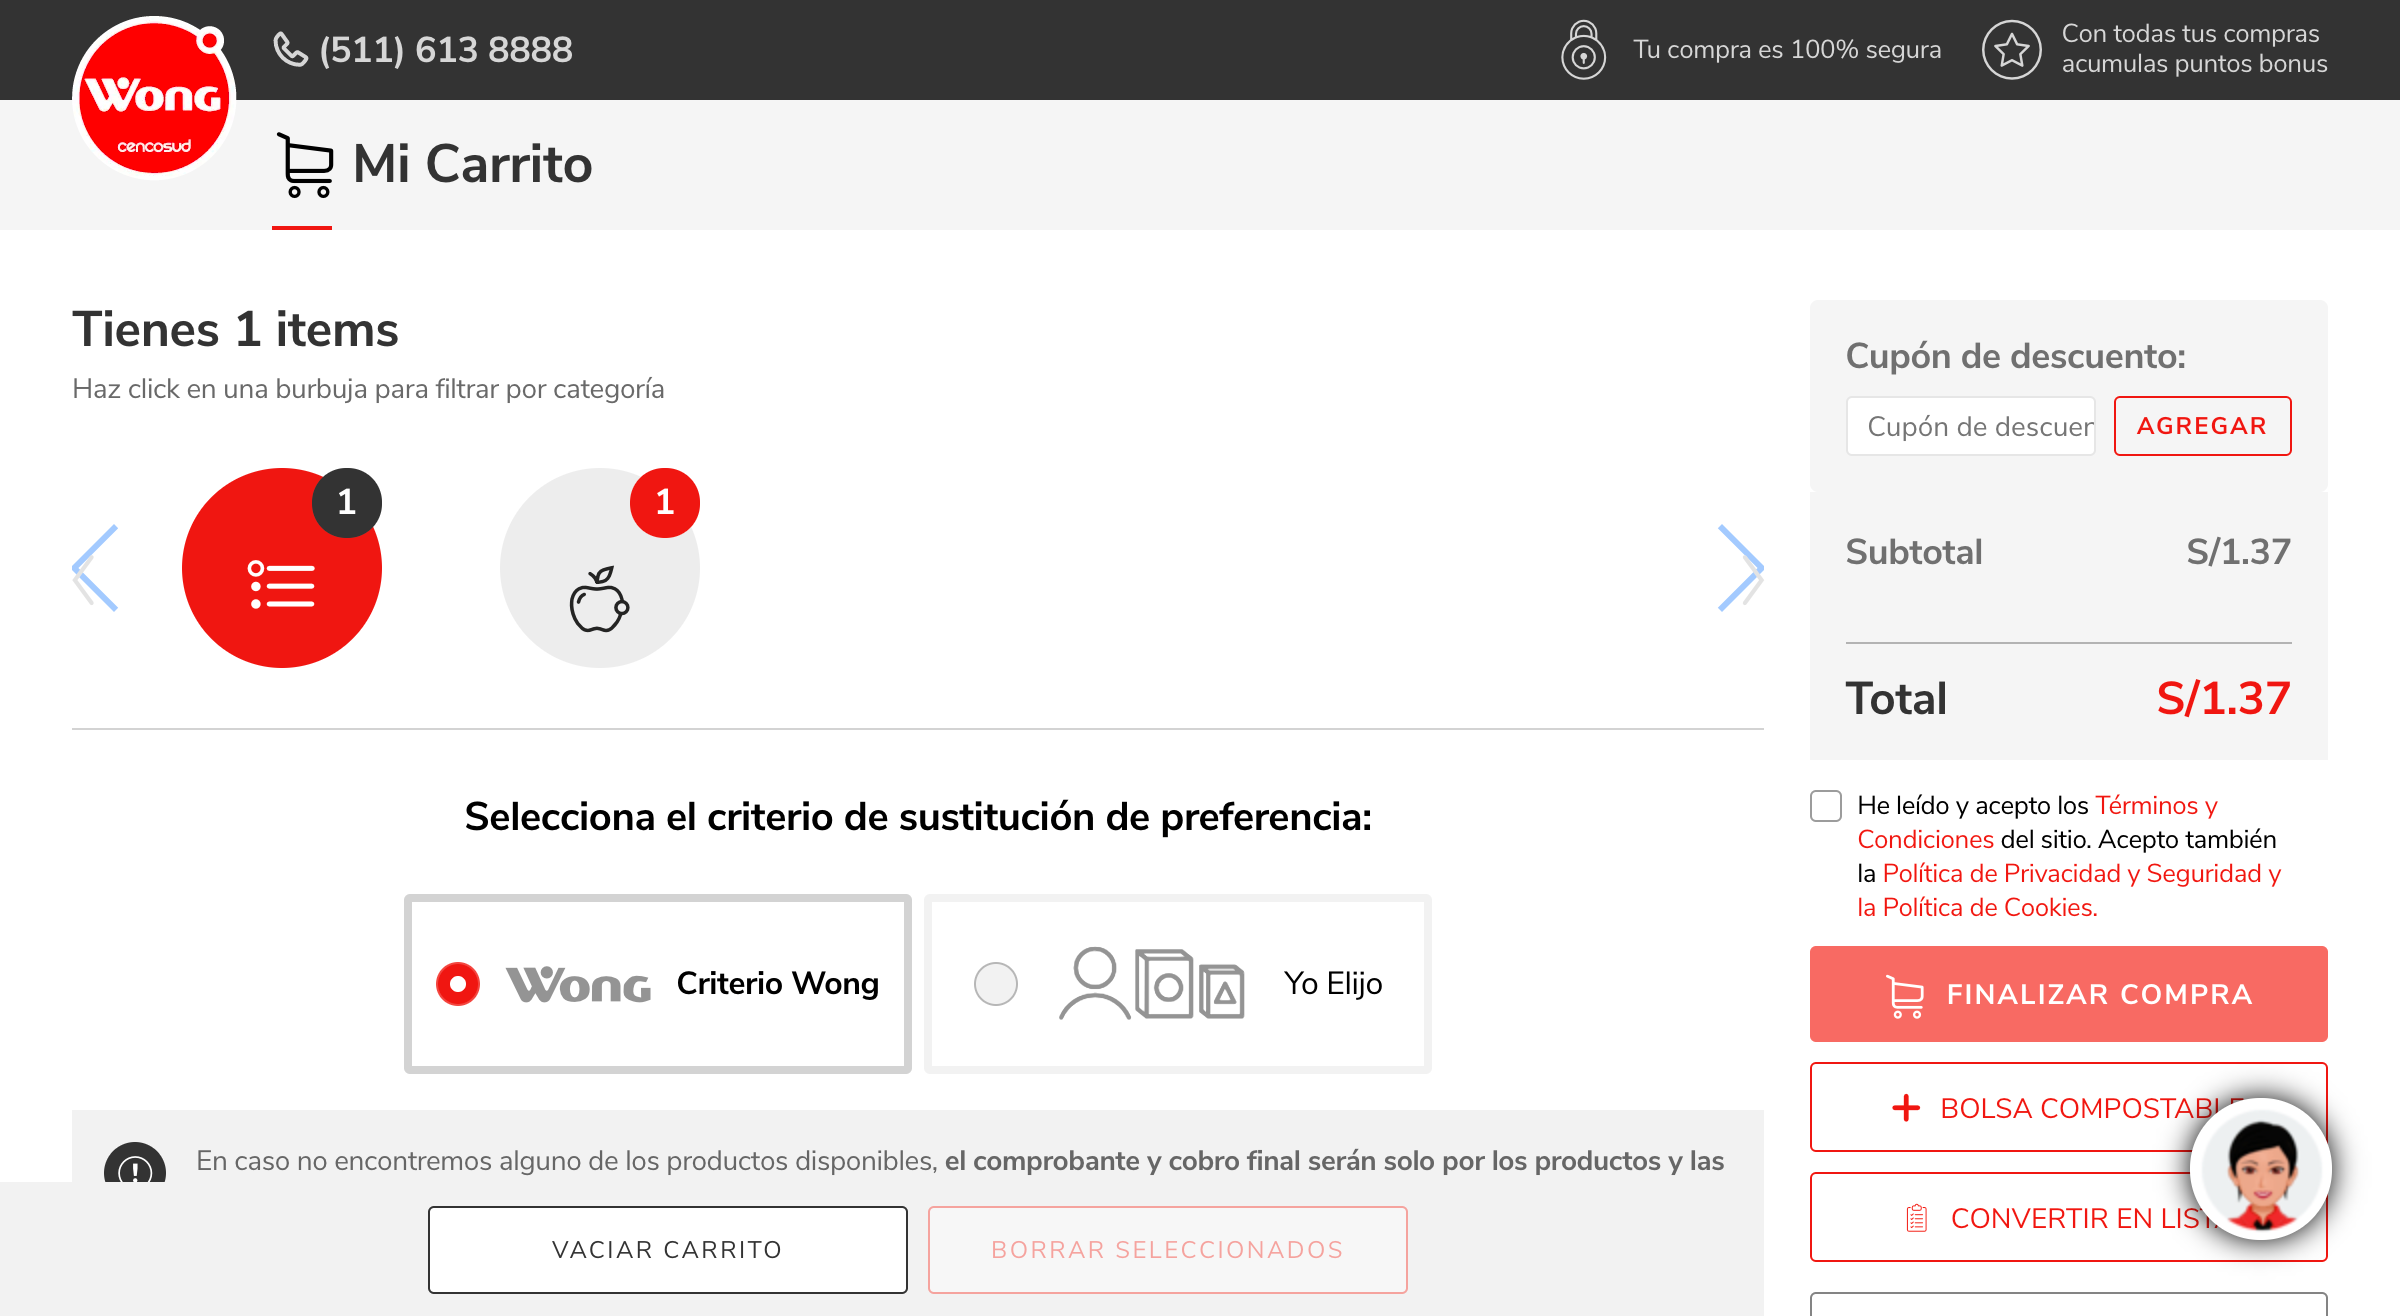 Wong
cencosud
(511) 613 8888
Tu compra es 100% segura
Con todas tus compras
acumulas puntos bonus
Mi Carrito
Tienes 1 items
Haz click en una burbuja para filtrar por categoría
1
1
Selecciona el criterio de sustitución de preferencia:
Wong
Criterio Wong
Yo Elijo
En caso no encontremos alguno de los productos disponibles, el comprobante y cobro final serán solo por los productos y las
VACIAR CARRITO
BORRAR SELECCIONADOS
Cupón de descuento:
Cupón de descuen
AGREGAR
Subtotal
S/1.37
Total
S/1.37
He leído y acepto los Términos y
Condiciones del sitio. Acepto también
la Política de Privacidad y Seguridad y
la Política de Cookies.
FINALIZAR COMPRA
BOLSA COMPOSTABLE
CONVERTIR EN LISTA